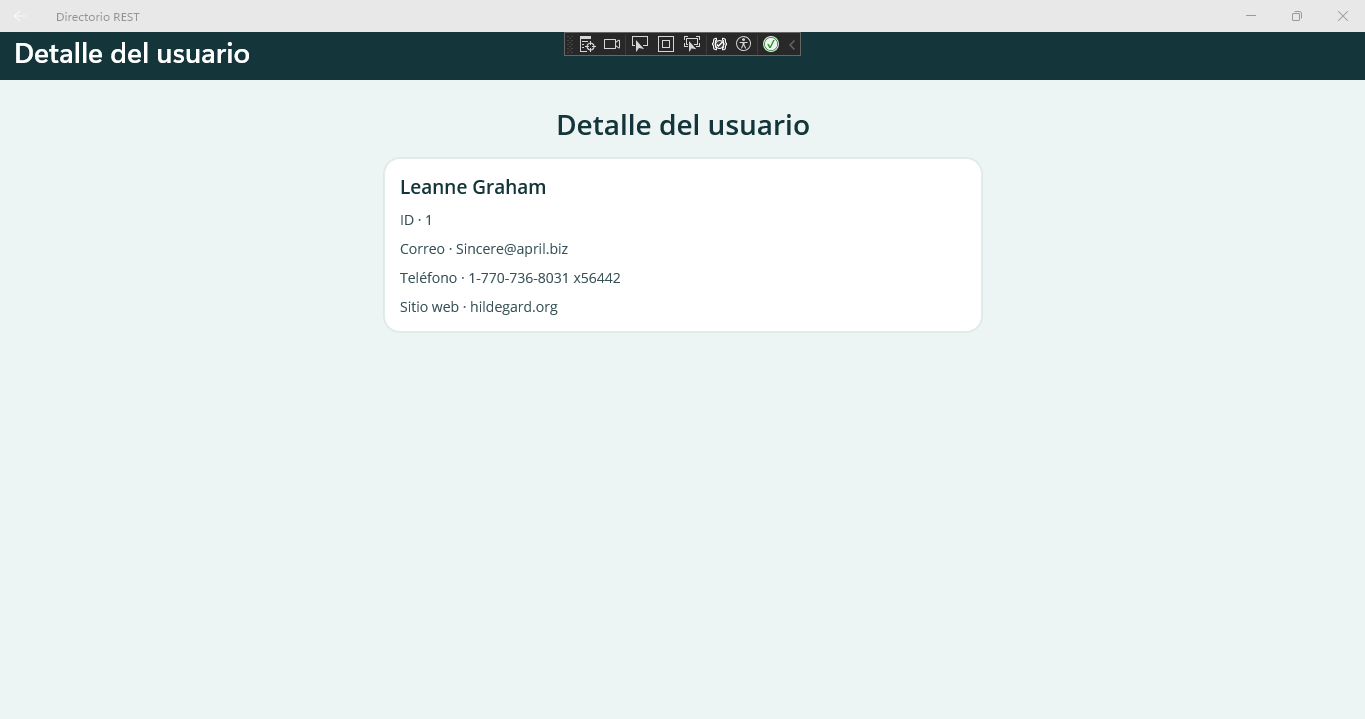 Directorio REST
Detalle del usuario
Detalle del usuario
Leanne Graham
ID · 1
Correo · Sincere@april.biz
Teléfono · 1-770-736-8031 x56442
Sitio web · hildegard.org